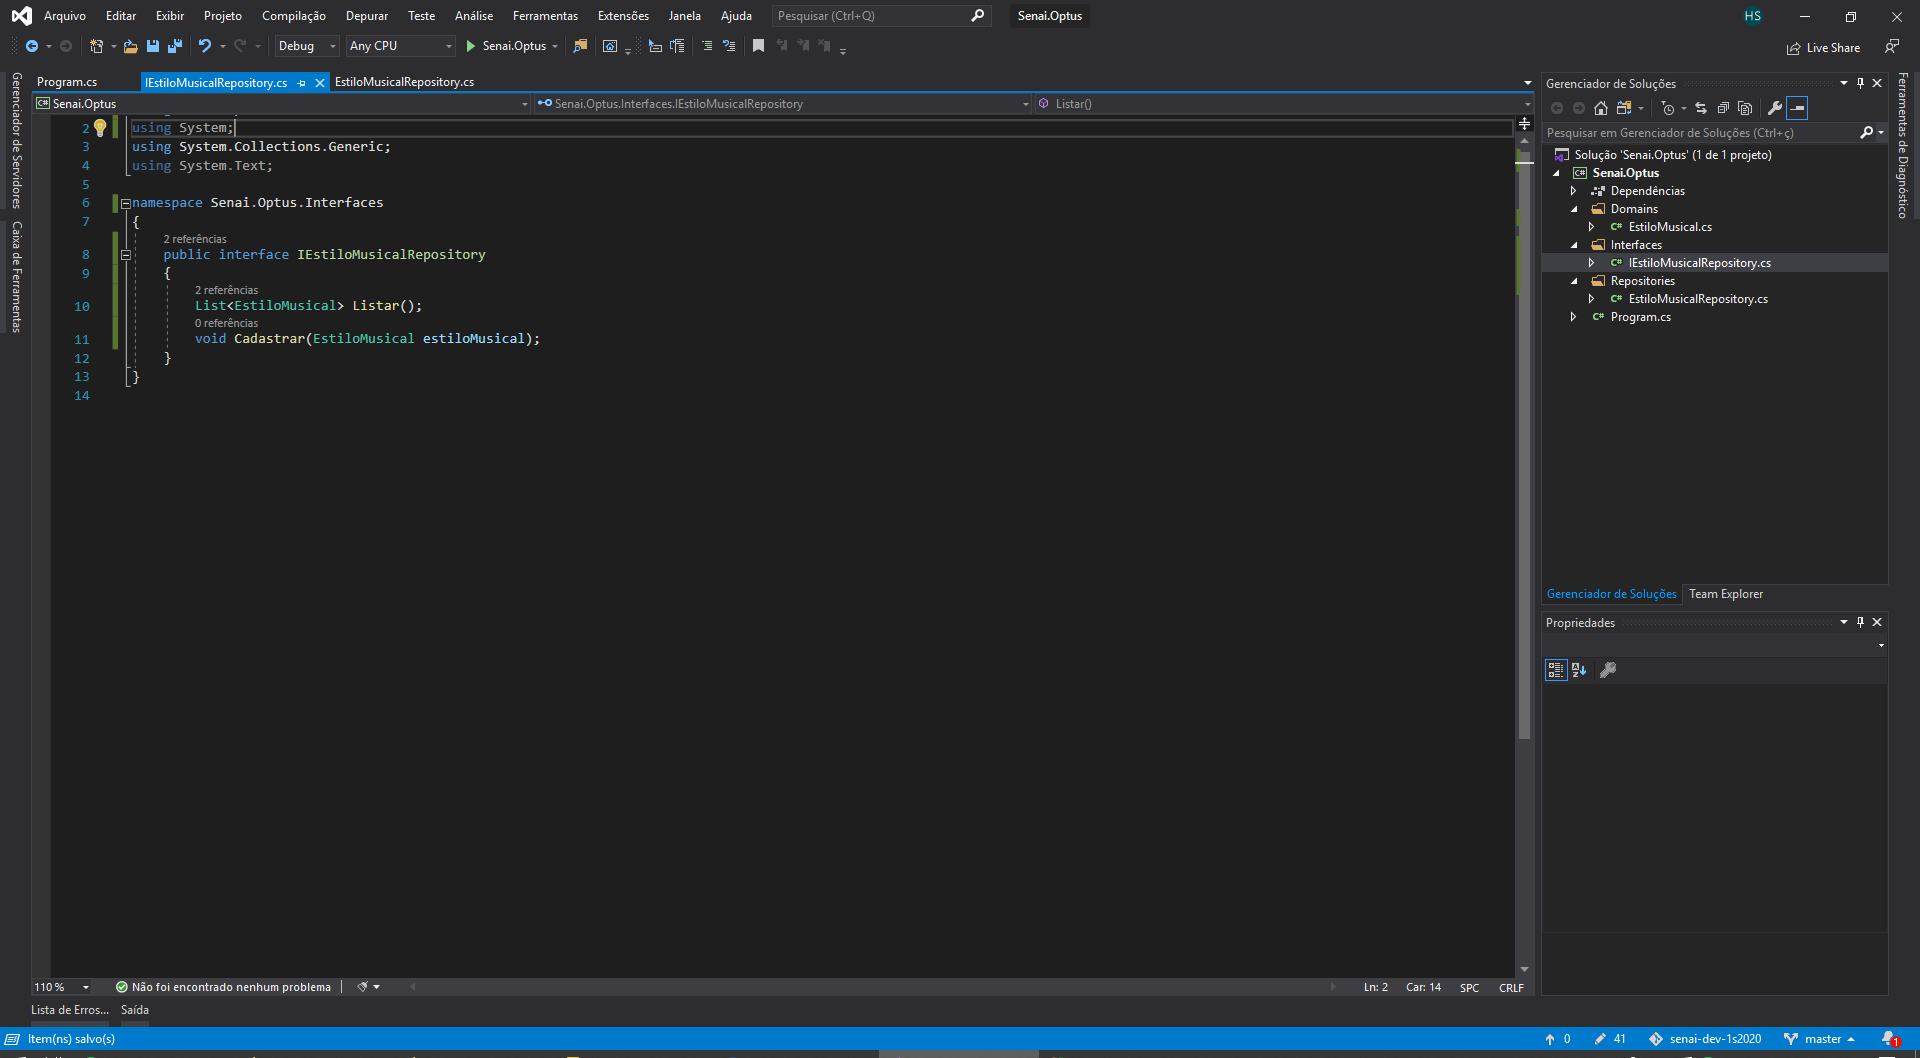 Arquivo Editar Exibir Projeto Compilação Depurar Teste Análise Ferramentas Extensões Janela Ajuda Pesquisar (Ctrl+Q) Senai.Optus HS
Debug Any CPU Senai.Optus Live Share
Program.cs IEstiloMusicalRepository.cs EstiloMusicalRepository.cs
C# Senai.Optus Senai.Optus.Interfaces.IEstiloMusicalRepository Listar()
2 using System;
3 using System.Collections.Generic;
4 using System.Text;
5
6 namespace Senai.Optus.Interfaces
7 {
2 referências
8 public interface IEstiloMusicalRepository
9 {
2 referências
10 List<EstiloMusical> Listar();
0 referências
11 void Cadastrar(EstiloMusical estiloMusical);
12 }
13 }
14
110 % Não foi encontrado nenhum problema Ln: 2 Car: 14 SPC CRLF
Lista de Erros... Saída
Item(ns) salvo(s) 0 41 senai-dev-1s2020 master 1
Gerenciador de Servidores
Caixa de Ferramentas
Gerenciador de Soluções
Pesquisar em Gerenciador de Soluções (Ctrl+ç)
Solução 'Senai.Optus' (1 de 1 projeto)
C# Senai.Optus
Dependências
Domains
C# EstiloMusical.cs
Interfaces
C# IEstiloMusicalRepository.cs
Repositories
C# EstiloMusicalRepository.cs
C# Program.cs
Gerenciador de Soluções Team Explorer
Propriedades
Ferramentas de Diagnóstico